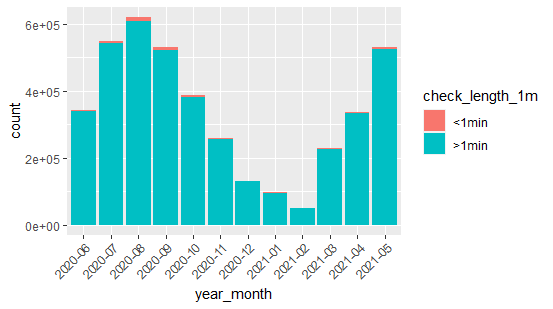 6e+05
4e+05
2e+05
0e+00
count
2020-06
2020-07
2020-08
2020-09
2020-10
2020-11
2020-12
2021-01
2021-02
2021-03
2021-04
2021-05
year_month
check_length_1m
<1min
>1min